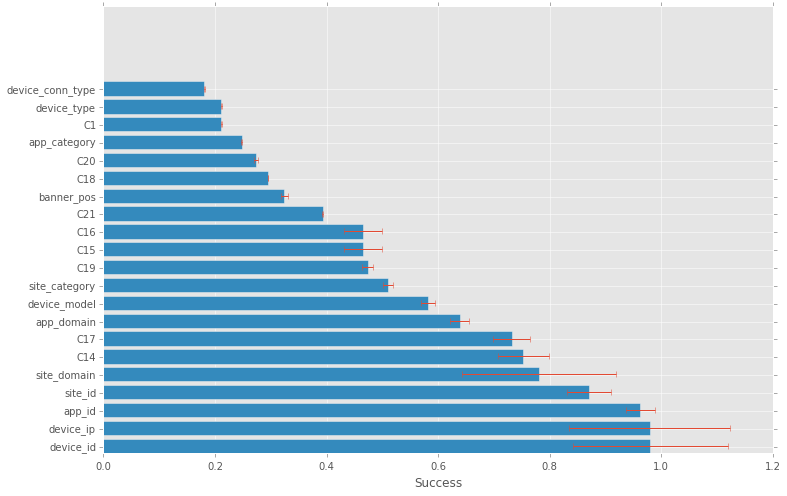 device_conn_type
device_type
C1
app_category
C20
C18
banner_pos
C21
C16
C15
C19
site_category
device_model
app_domain
C17
C14
site_domain
site_id
app_id
device_ip
device_id
0.0 0.2 0.4 0.6 0.8 1.0 1.2
Success